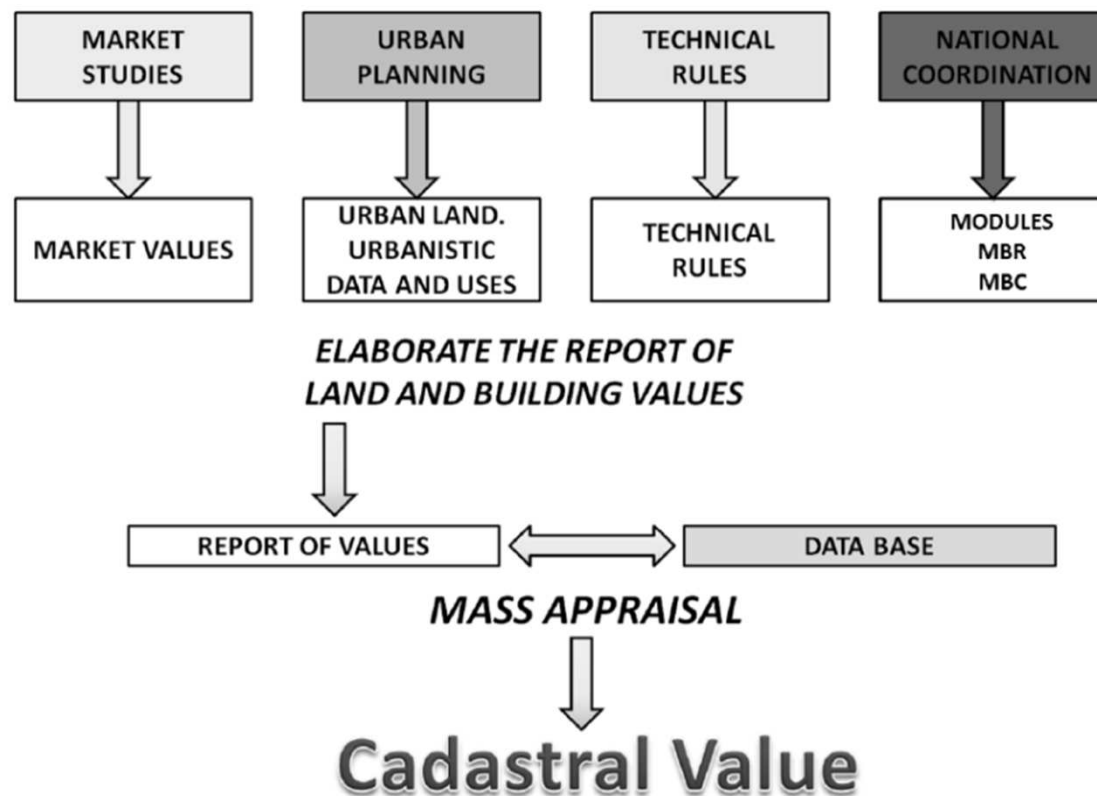 MARKET
STUDIES
URBAN
PLANNING
TECHNICAL
RULES
NATIONAL
COORDINATION
MARKET VALUES
URBAN LAND.
URBANISTIC
DATA AND USES
TECHNICAL
RULES
MODULES
MBR
MBC
ELABORATE THE REPORT OF
LAND AND BUILDING VALUES
REPORT OF VALUES
DATA BASE
MASS APPRAISAL
Cadastral Value